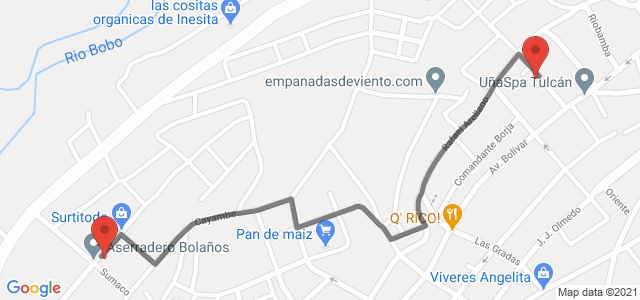 las cositas
organicas de Inesita
Rio Bobo
Riobamba
empanadasdeviento.com
UñaSpa Tulcán
Rafael Arellano
Comandante Borja
Av. Bolívar
Oriente
J. J. Olmedo
Surtitodo
Cayambe
Q' RICO!
Pan de maiz
Aserradero Bolaños
Las Gradas
Sumaco
Viveres Angelita
Google
Map data ©2021